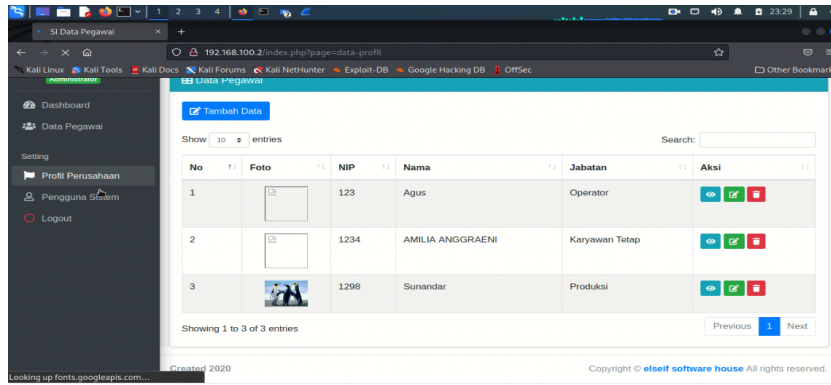 1 2 3 4
23:29
SI Data Pegawai
192.168.100.2/index.php?page=data-profil
Kali Linux Kali Tools Kali Docs Kali Forums Kali NetHunter Exploit-DB Google Hacking DB OffSec Other Bookmark
Administrator
Data Pegawai
Dashboard
Tambah Data
Data Pegawai
Show 10 entries
Search:
Setting
No Foto NIP Nama Jabatan Aksi
Profil Perusahaan
1 123 Agus Operator
Pengguna Sistem
Logout
2 1234 AMILIA ANGGRAENI Karyawan Tetap
3 1298 Sunandar Produksi
Showing 1 to 3 of 3 entries
Previous 1 Next
Created 2020
Copyright © elseif software house All rights reserved.
Looking up fonts.googleapis.com...